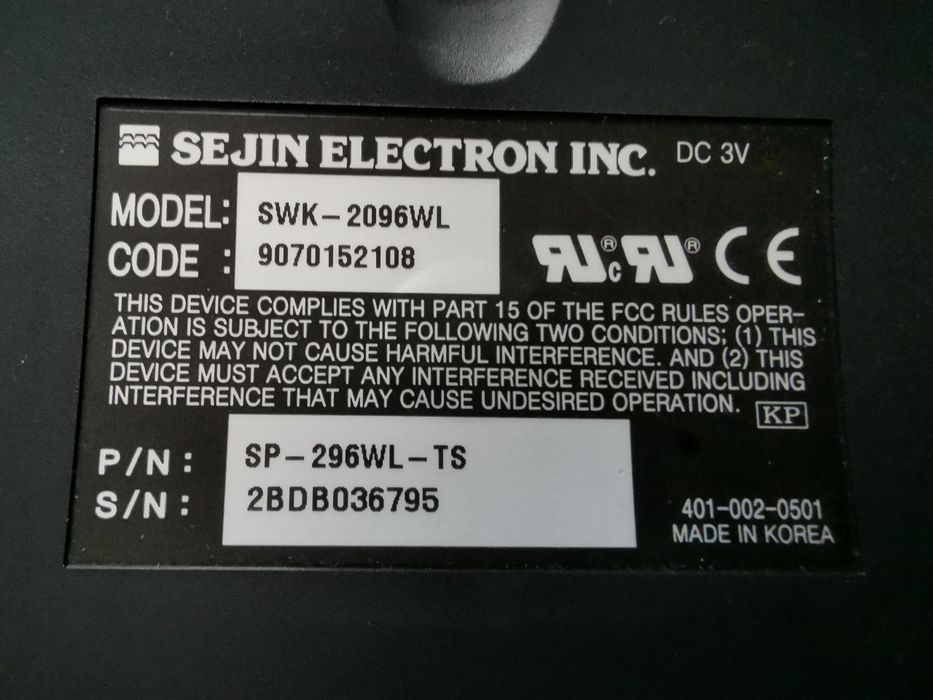 SEJIN ELECTRON INC. DC 3V
MODEL: SWK-2096WL
CODE : 9070152108
RU® cRU® CE
THIS DEVICE COMPLIES WITH PART 15 OF THE FCC RULES OPER-
ATION IS SUBJECT TO THE FOLLOWING TWO CONDITIONS; (1) THIS
DEVICE MAY NOT CAUSE HARMFUL INTERFERENCE. AND (2) THIS
DEVICE MUST ACCEPT ANY INTERFERENCE RECEIVED INCLUDING
INTERFERENCE THAT MAY CAUSE UNDESIRED OPERATION.
KP
P/N: SP-296WL-TS
S/N: 2BDB036795
401-002-0501
MADE IN KOREA